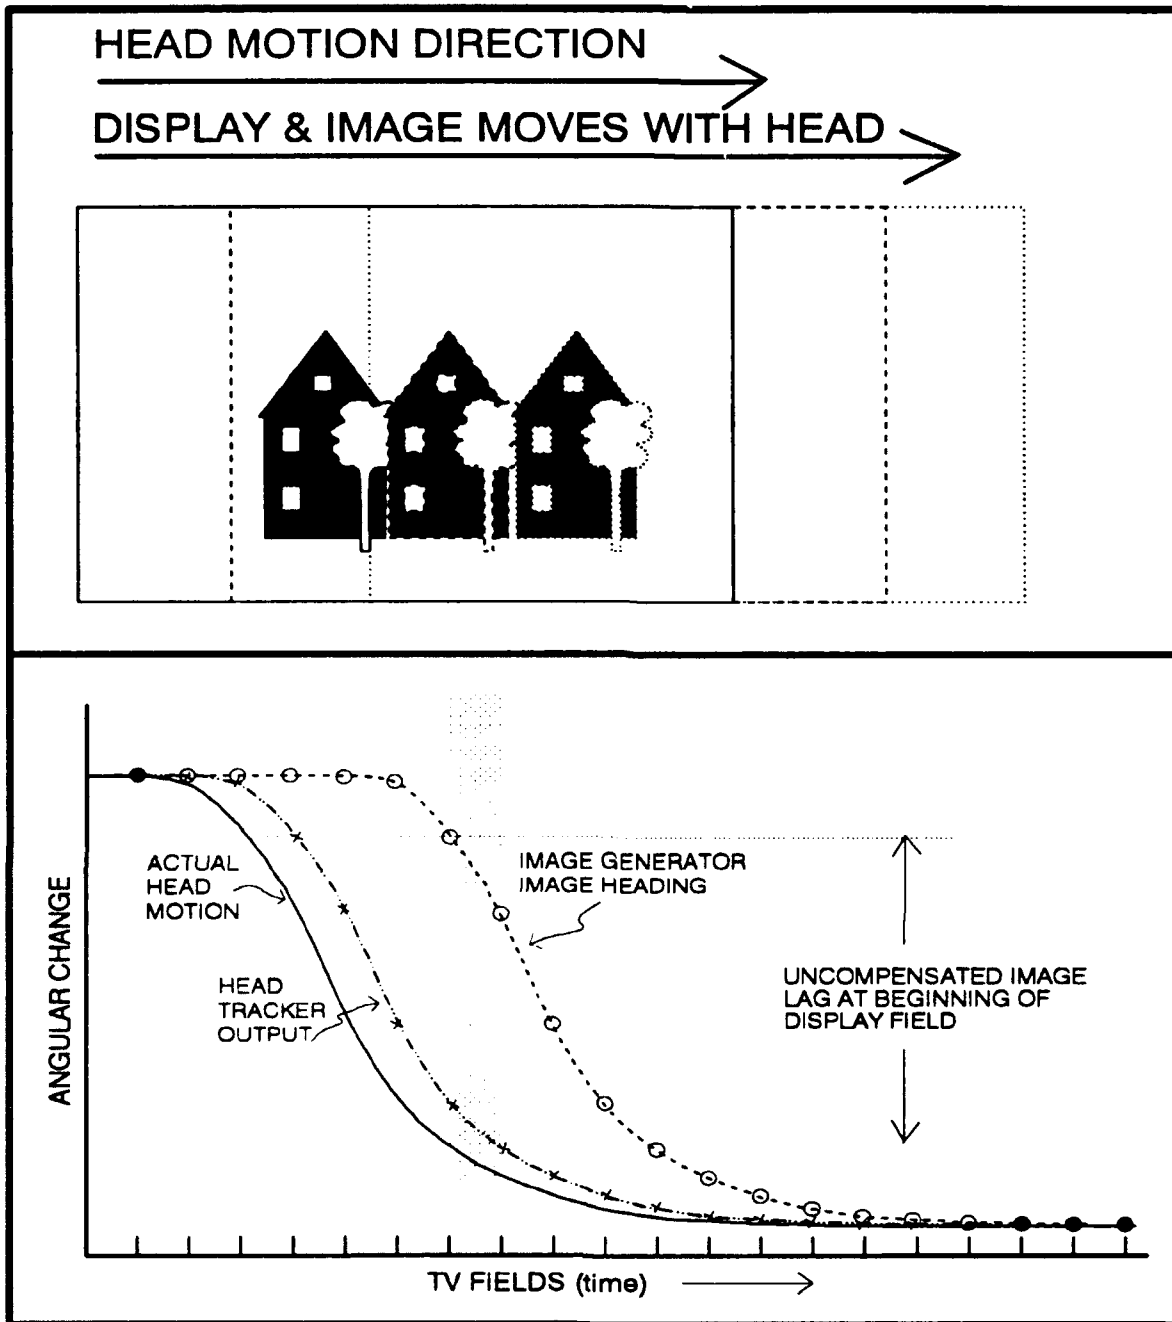 HEAD MOTION DIRECTION
DISPLAY & IMAGE MOVES WITH HEAD
ACTUAL
HEAD
MOTION
IMAGE GENERATOR
IMAGE HEADING
HEAD
TRACKER
OUTPUT
UNCOMPENSATED IMAGE
LAG AT BEGINNING OF
DISPLAY FIELD
ANGULAR CHANGE
TV FIELDS (time)